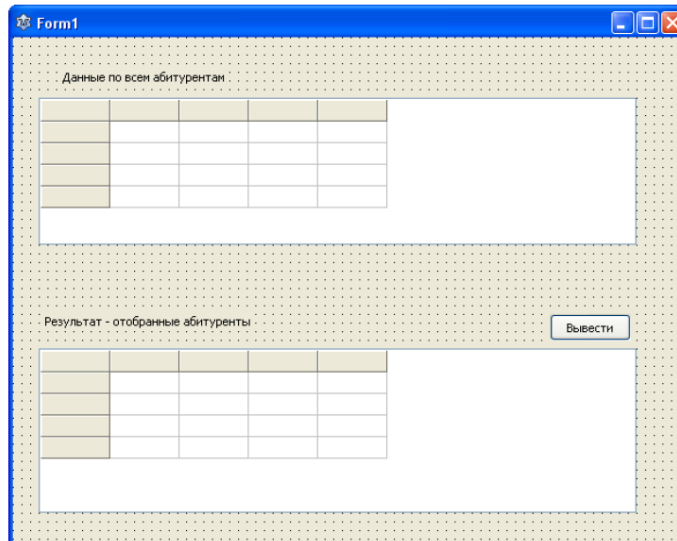 Form1
Данные по всем абитурентам
Результат - отобранные абитуренты
Вывести